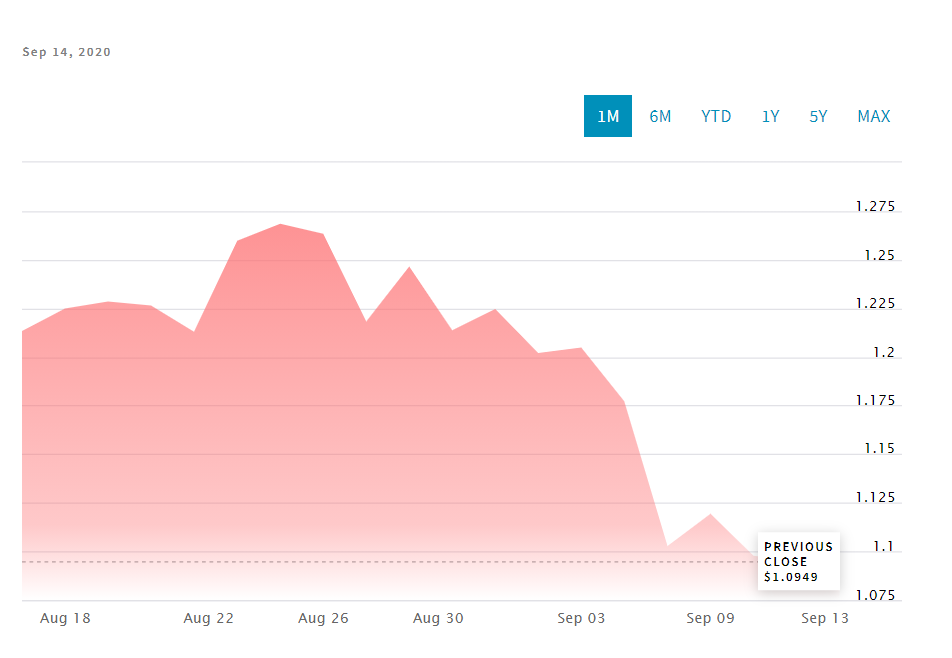 Sep 14, 2020
1M 6M YTD 1Y 5Y MAX
1.275
1.25
1.225
1.2
1.175
1.15
1.125
1.1
PREVIOUS
CLOSE
$1.0949
1.075
Aug 18 Aug 22 Aug 26 Aug 30 Sep 03 Sep 09 Sep 13